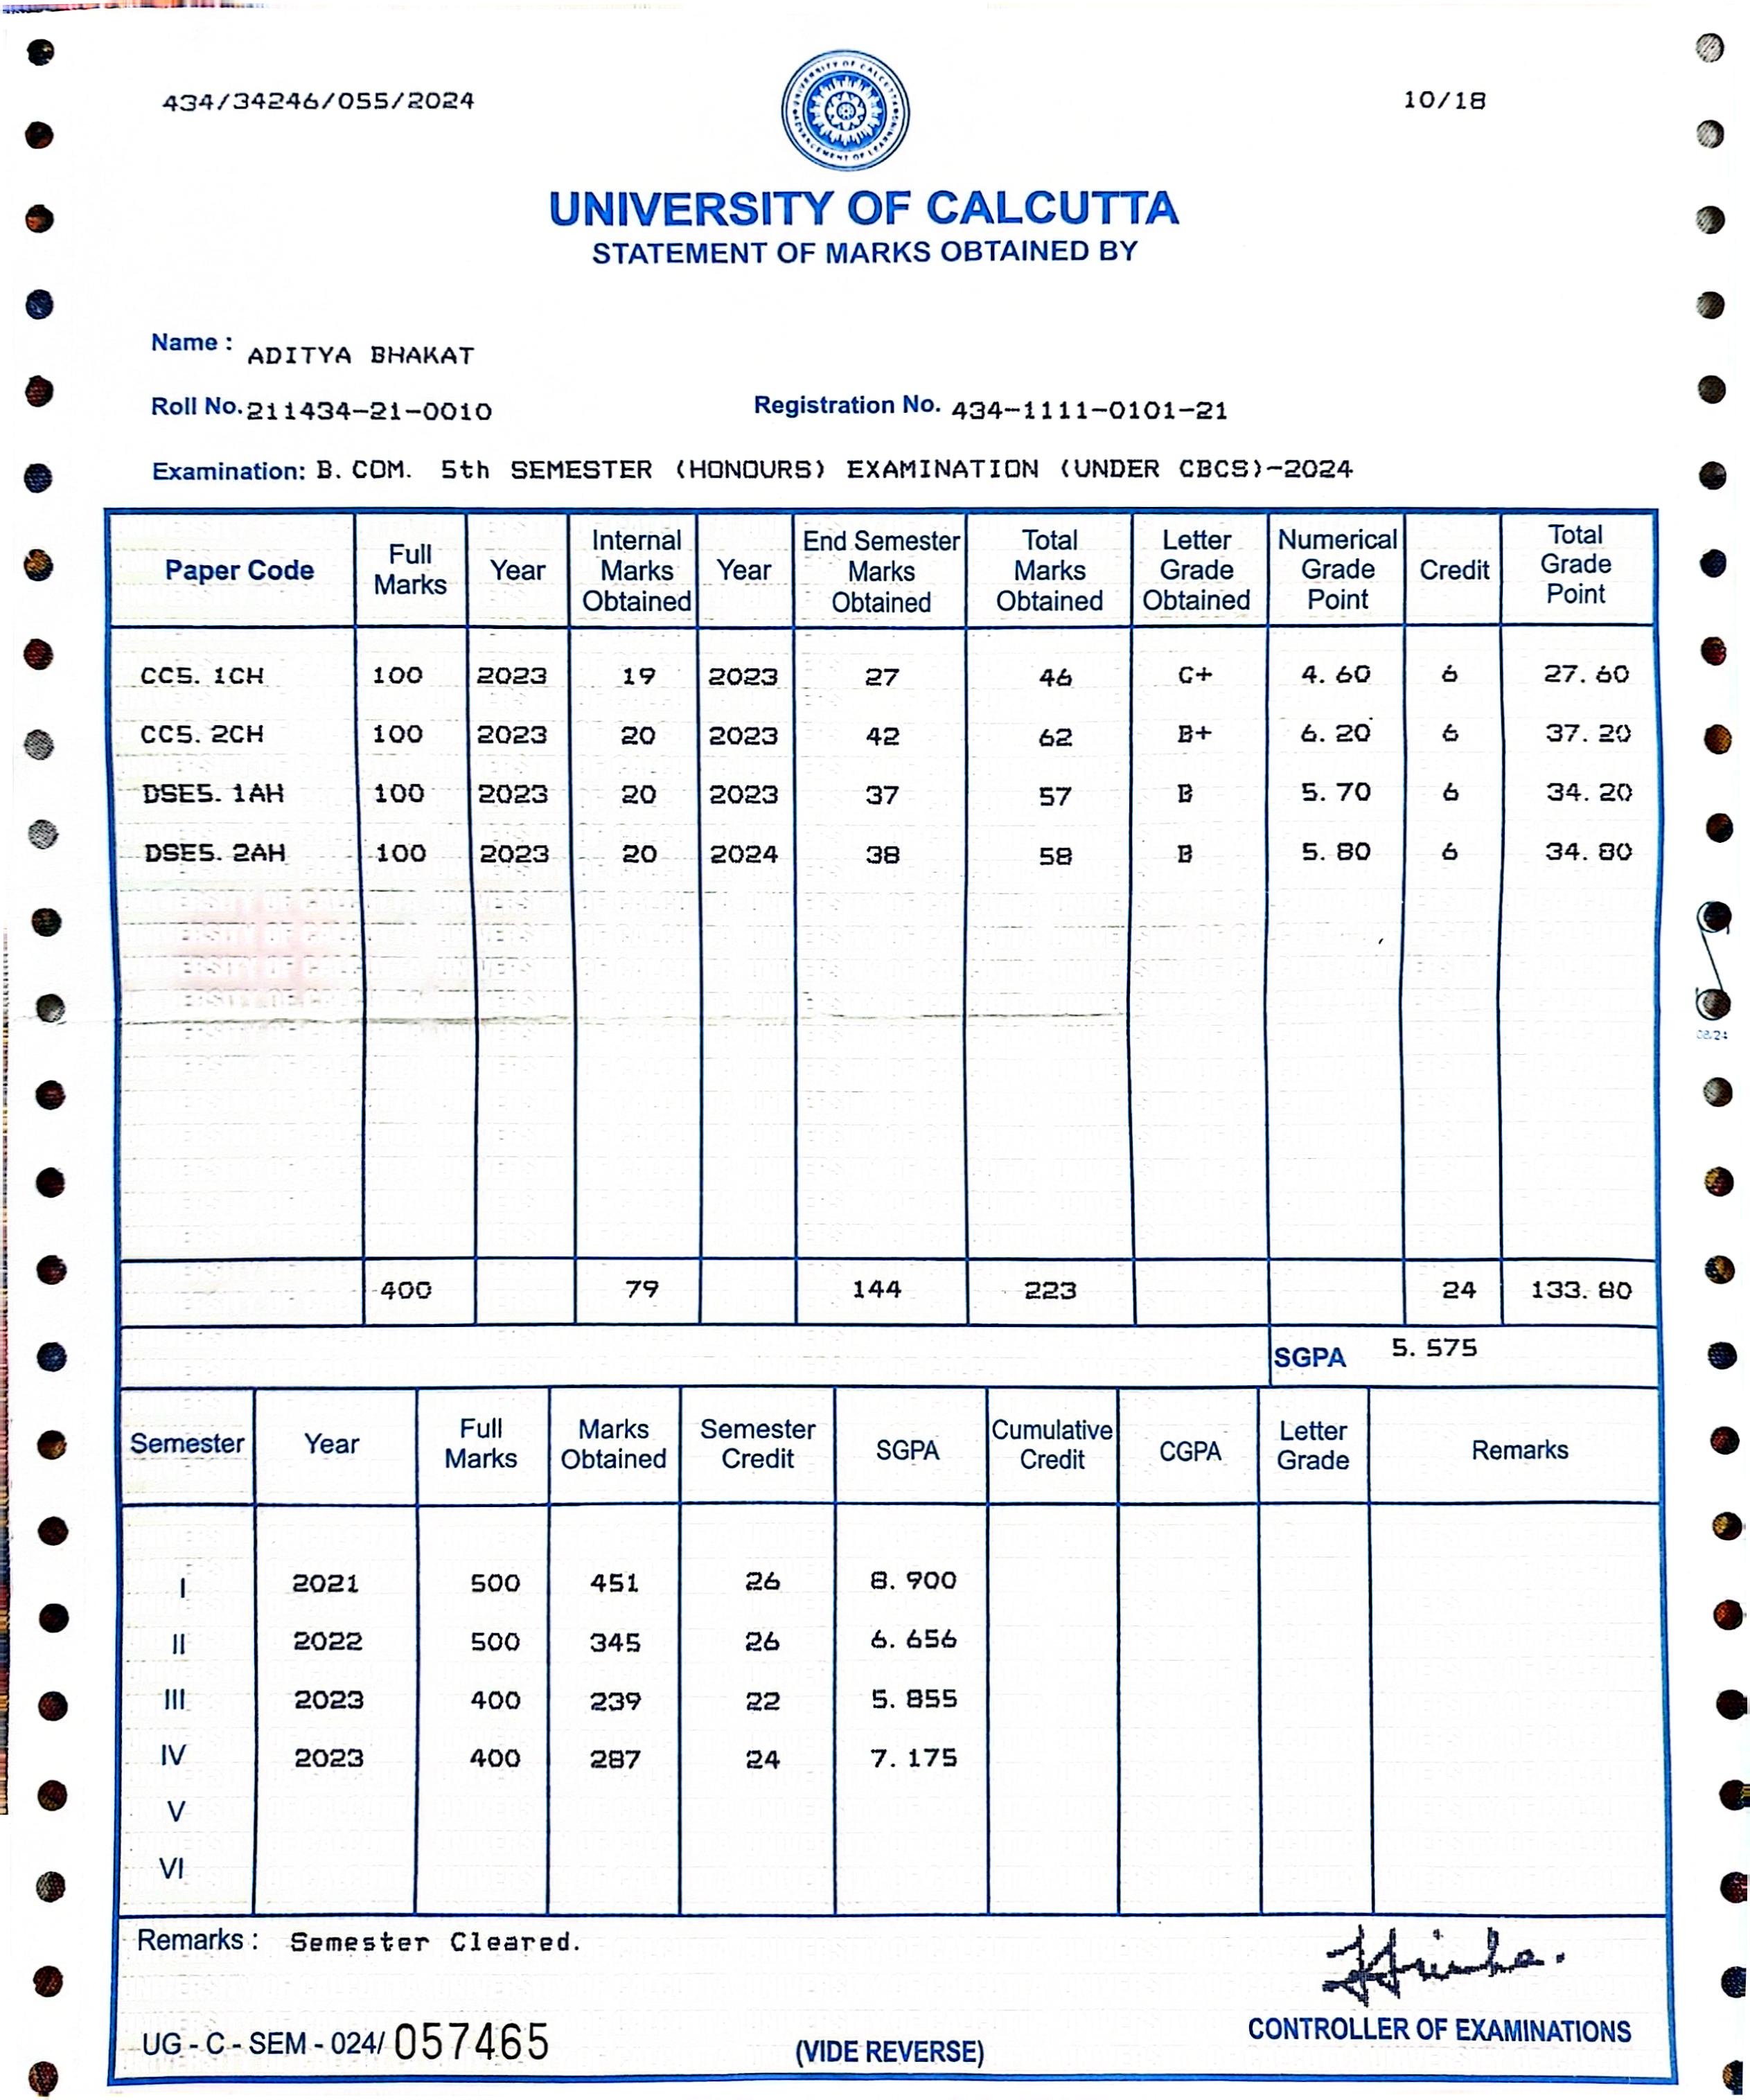 434/34246/055/2024
10/18
UNIVERSITY OF CALCUTTA
ADVANCEMENT OF LEARNING
UNIVERSITY OF CALCUTTA
STATEMENT OF MARKS OBTAINED BY
Name : ADITYA BHAKAT
Roll No. 211434-21-0010 Registration No. 434-1111-0101-21
Examination: B. COM. 5th SEMESTER (HONOURS) EXAMINATION (UNDER CBCS)-2024
Paper Code Full Marks Year Internal Marks Obtained Year End Semester Marks Obtained Total Marks Obtained Letter Grade Obtained Numerical Grade Point Credit Total Grade Point
CC5. 1CH 100 2023 19 2023 27 46 C+ 4. 60 6 27. 60
CC5. 2CH 100 2023 20 2023 42 62 B+ 6. 20 6 37. 20
DSE5. 1AH 100 2023 20 2023 37 57 B 5. 70 6 34. 20
DSE5. 2AH 100 2023 20 2024 38 58 B 5. 80 6 34. 80
400 79 144 223 24 133. 80
SGPA 5. 575
Semester Year Full Marks Marks Obtained Semester Credit SGPA Cumulative Credit CGPA Letter Grade Remarks
I 2021 500 451 26 8. 900
II 2022 500 345 26 6. 656
III 2023 400 239 22 5. 855
IV 2023 400 287 24 7. 175
V
VI
Remarks : Semester Cleared.
CONTROLLER OF EXAMINATIONS
UG - C - SEM - 024/ 057465
(VIDE REVERSE)